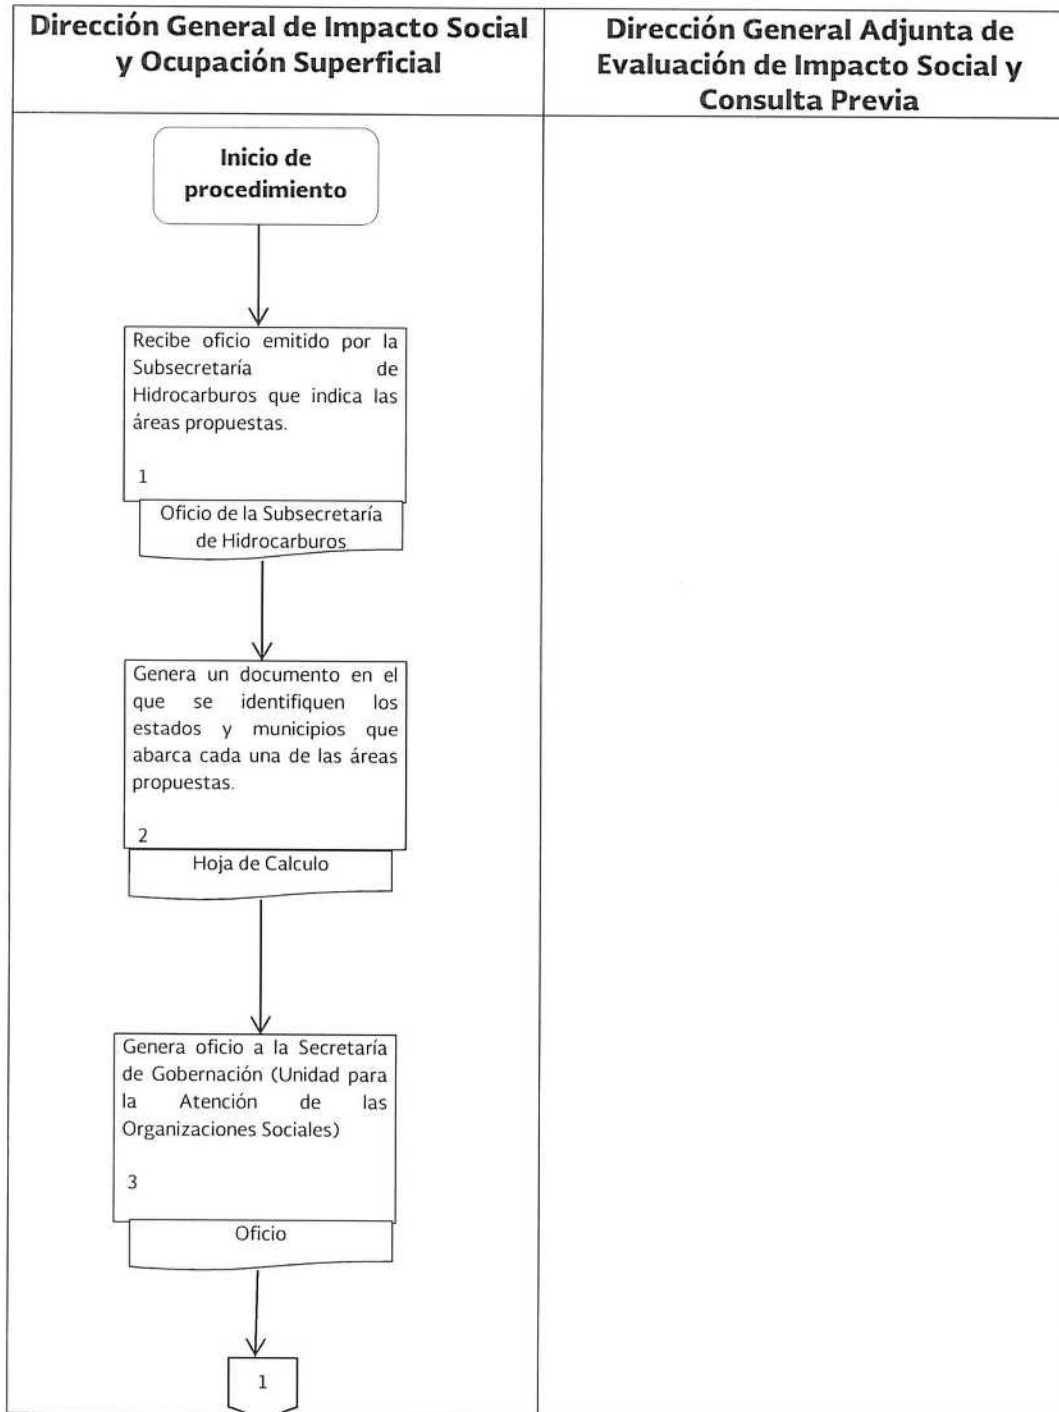 Dirección General de Impacto Social
y Ocupación Superficial
Dirección General Adjunta de
Evaluación de Impacto Social y
Consulta Previa
Inicio de
procedimiento
Recibe oficio emitido por la
Subsecretaría de
Hidrocarburos que indica las
áreas propuestas.
1
Oficio de la Subsecretaría
de Hidrocarburos
Genera un documento en el
que se identifiquen los
estados y municipios que
abarca cada una de las áreas
propuestas.
2
Hoja de Calculo
Genera oficio a la Secretaría
de Gobernación (Unidad para
la Atención de las
Organizaciones Sociales)
3
Oficio
1